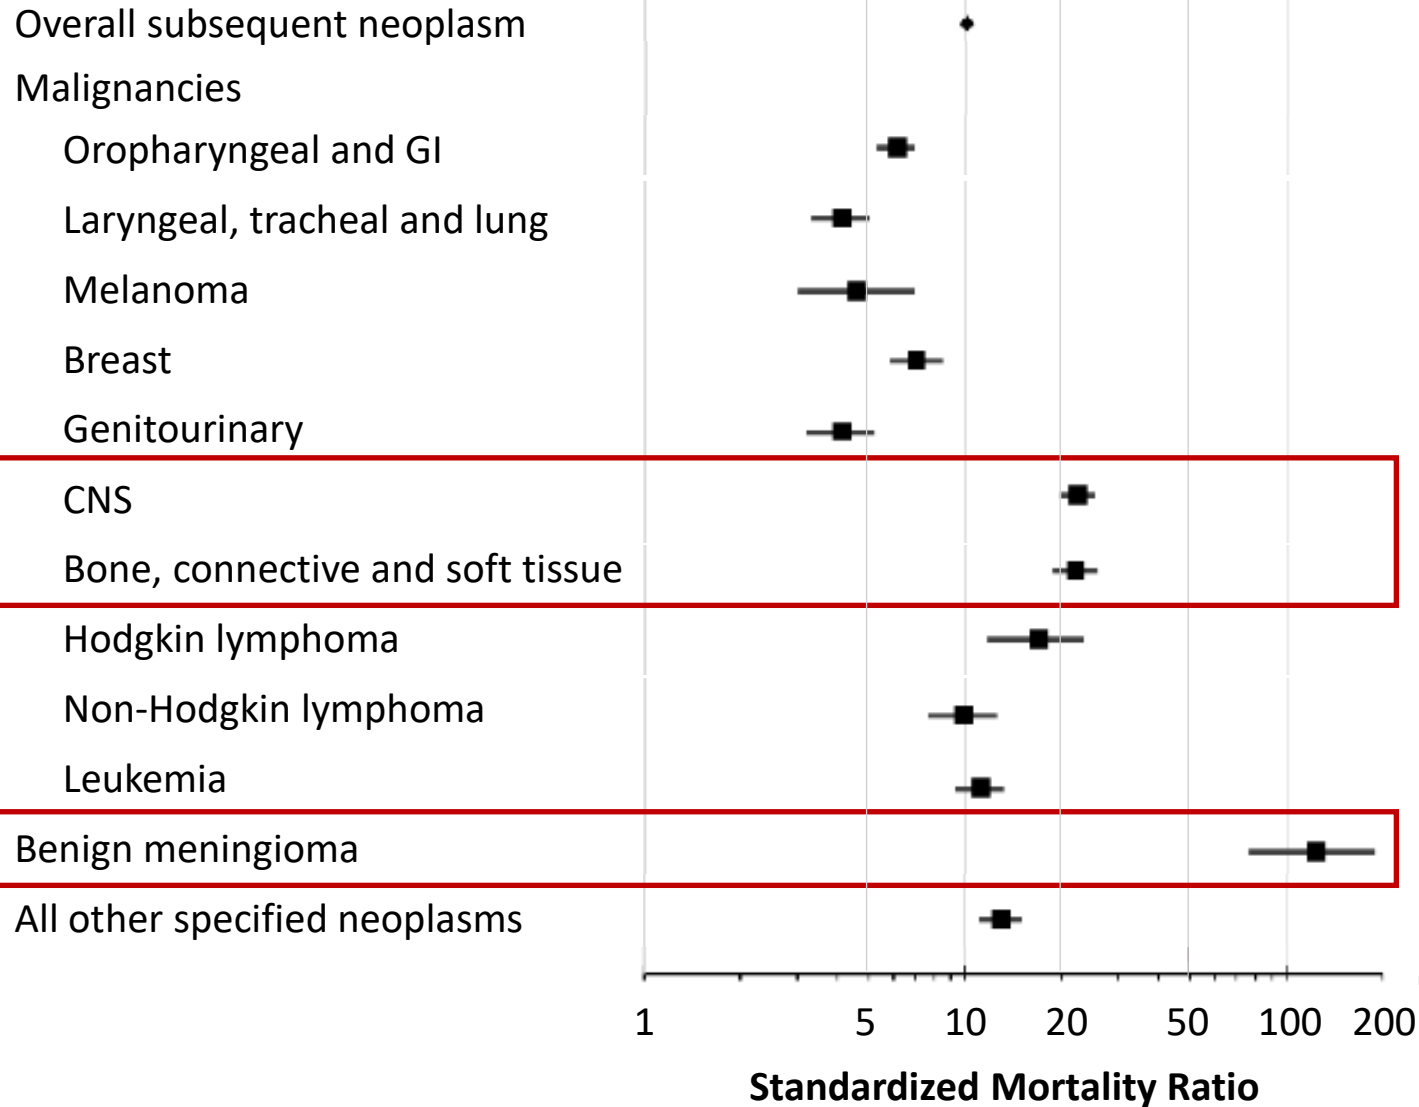 Overall subsequent neoplasm
Malignancies
Oropharyngeal and GI
Laryngeal, tracheal and lung
Melanoma
Breast
Genitourinary
CNS
Bone, connective and soft tissue
Hodgkin lymphoma
Non-Hodgkin lymphoma
Leukemia
Benign meningioma
All other specified neoplasms
1 5 10 20 50 100 200
Standardized Mortality Ratio